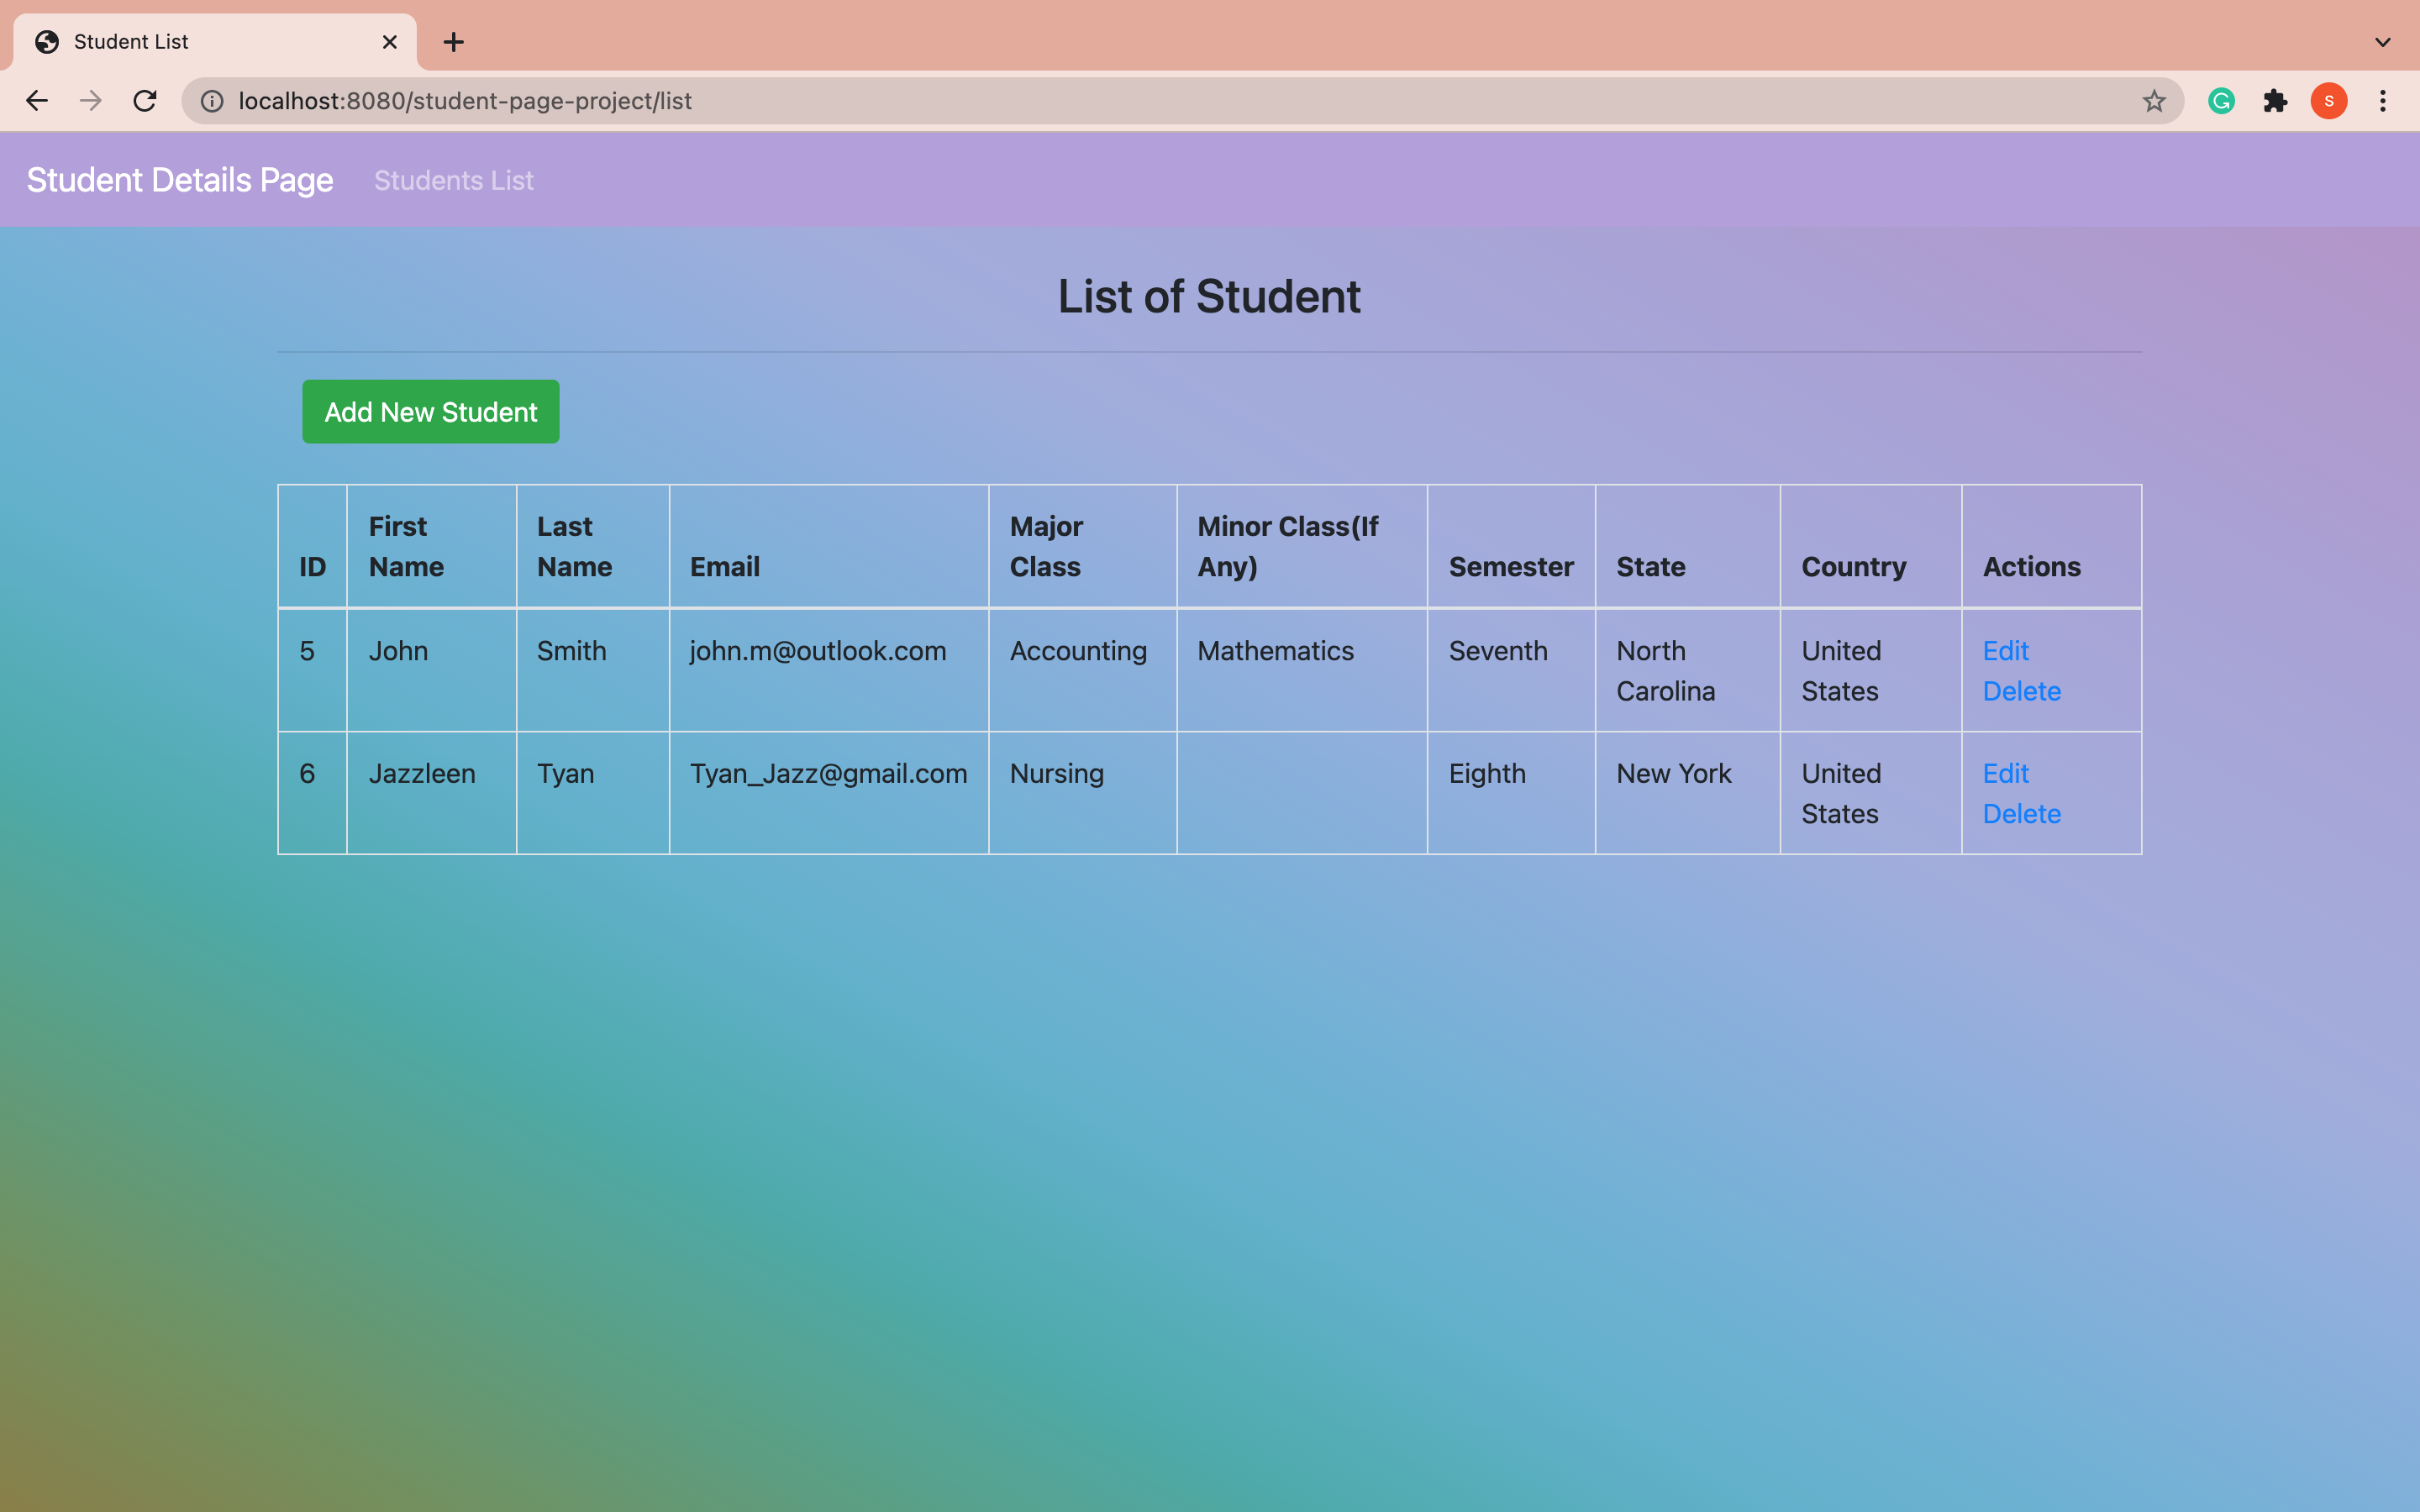 Student List
localhost:8080/student-page-project/list
S
Student Details Page Students List
List of Student
Add New Student
ID First Name Last Name Email Major Class Minor Class(If Any) Semester State Country Actions
5 John Smith john.m@outlook.com Accounting Mathematics Seventh North Carolina United States Edit Delete
6 Jazzleen Tyan Tyan_Jazz@gmail.com Nursing Eighth New York United States Edit Delete